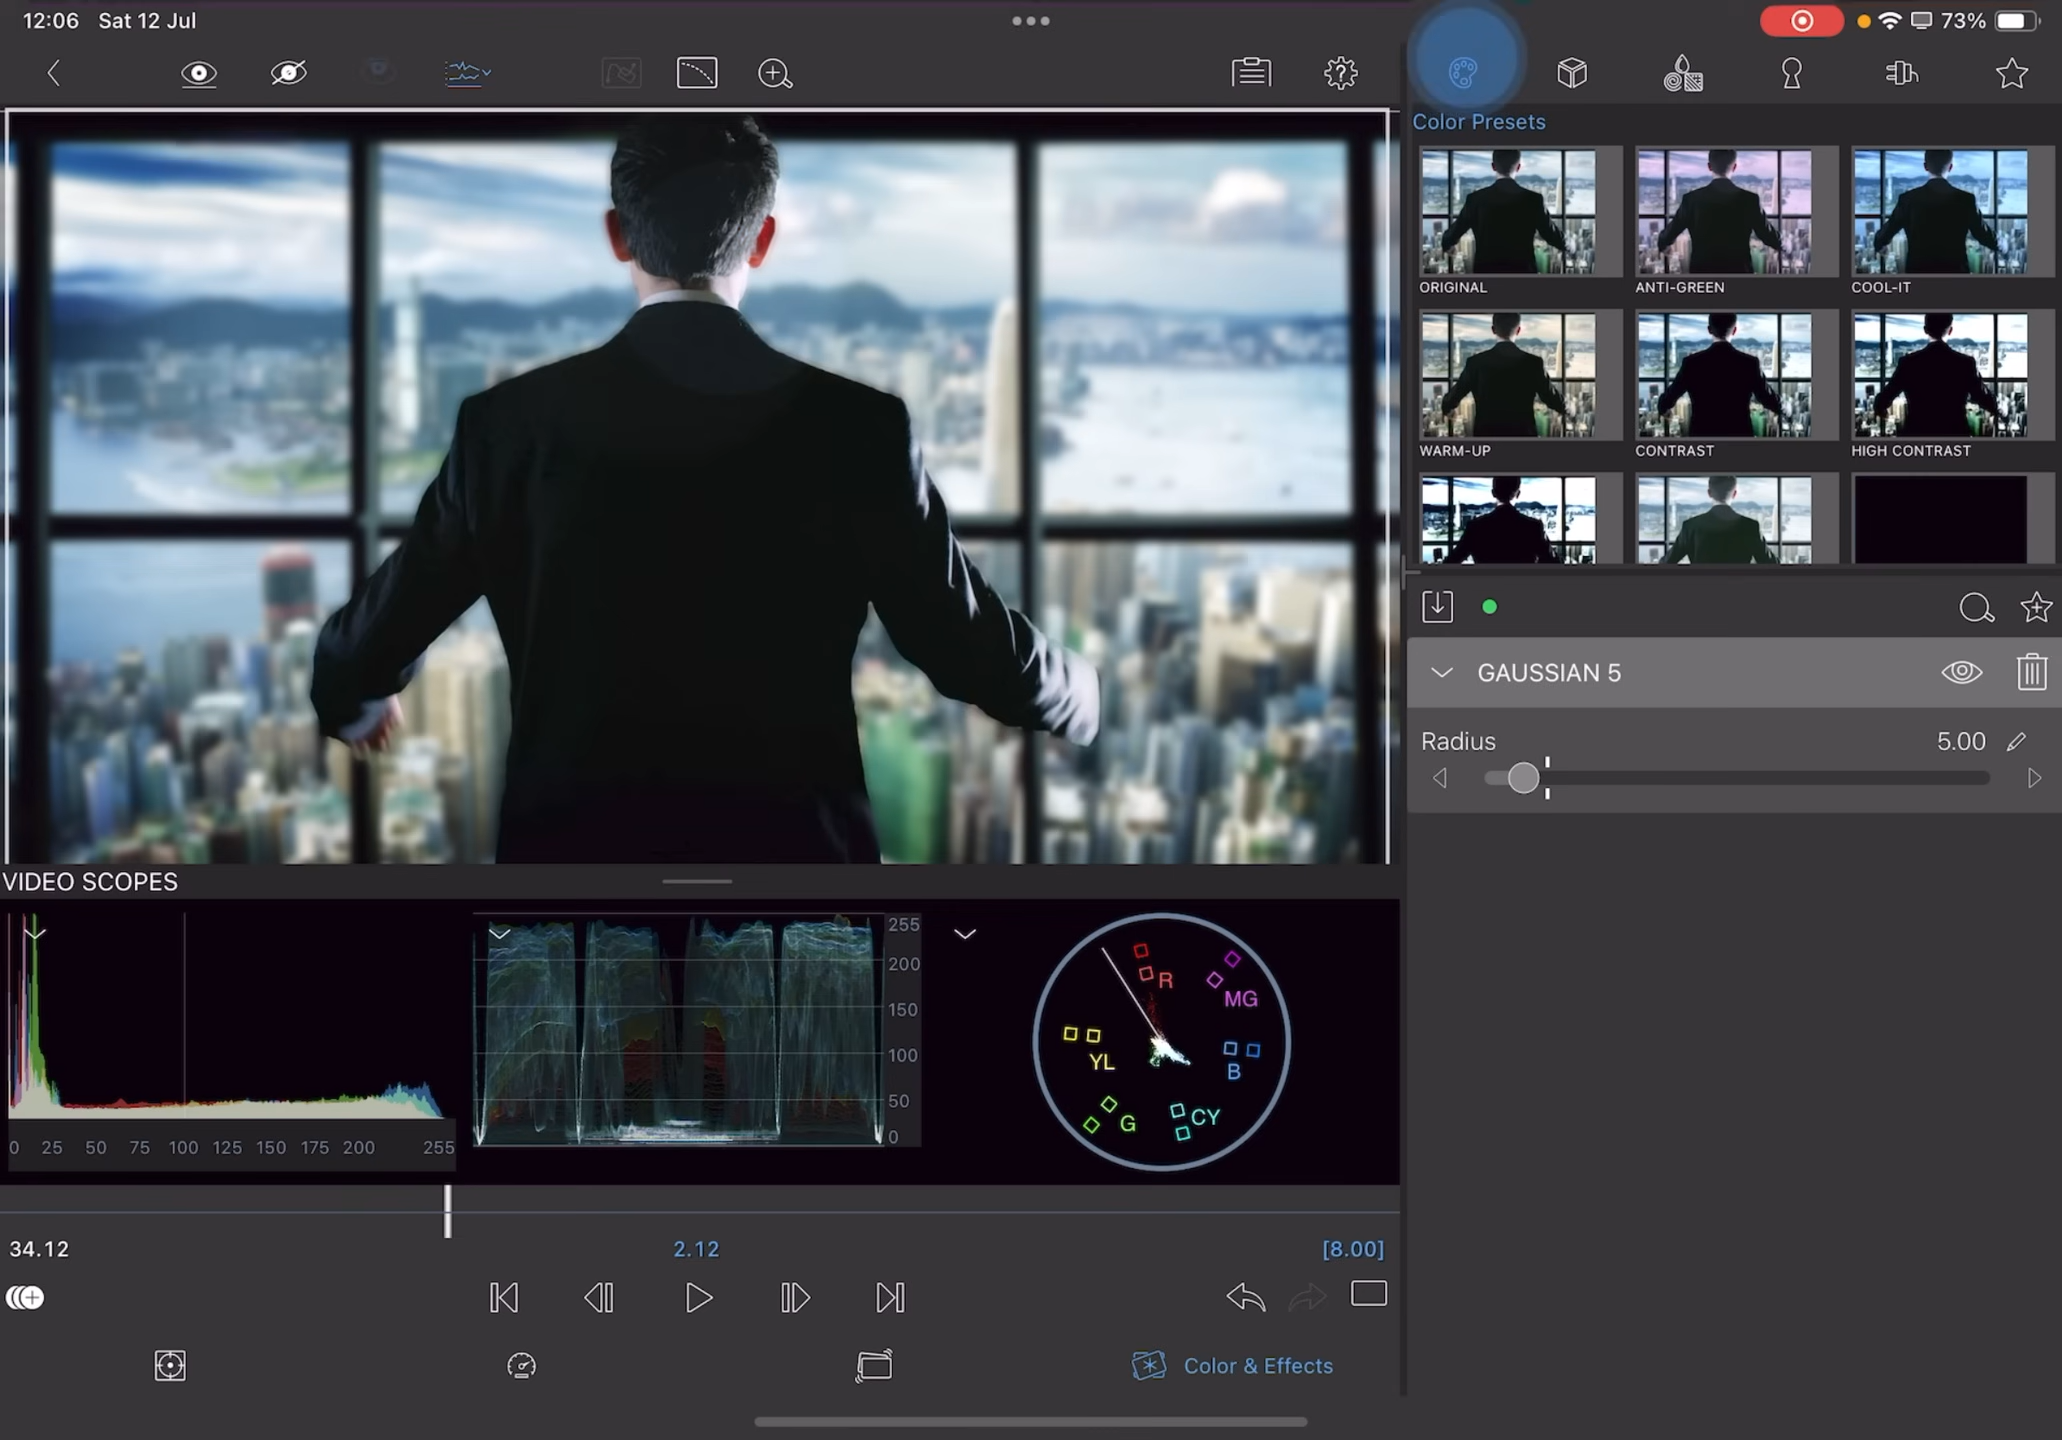 12:06 Sat 12 Jul
73%
Color Presets
ORIGINAL
ANTI-GREEN
COOL-IT
WARM-UP
CONTRAST
HIGH CONTRAST
GAUSSIAN 5
Radius
5.00
VIDEO SCOPES
0 25 50 75 100 125 150 175 200 255
255
200
150
100
50
0
R
MG
YL
B
G
CY
34.12
2.12
[8.00]
Color & Effects